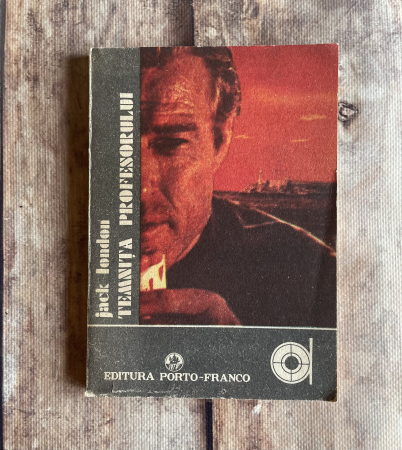 jack london
TEMNIȚA PROFESORULUI
EDITURA PORTO-FRANCO